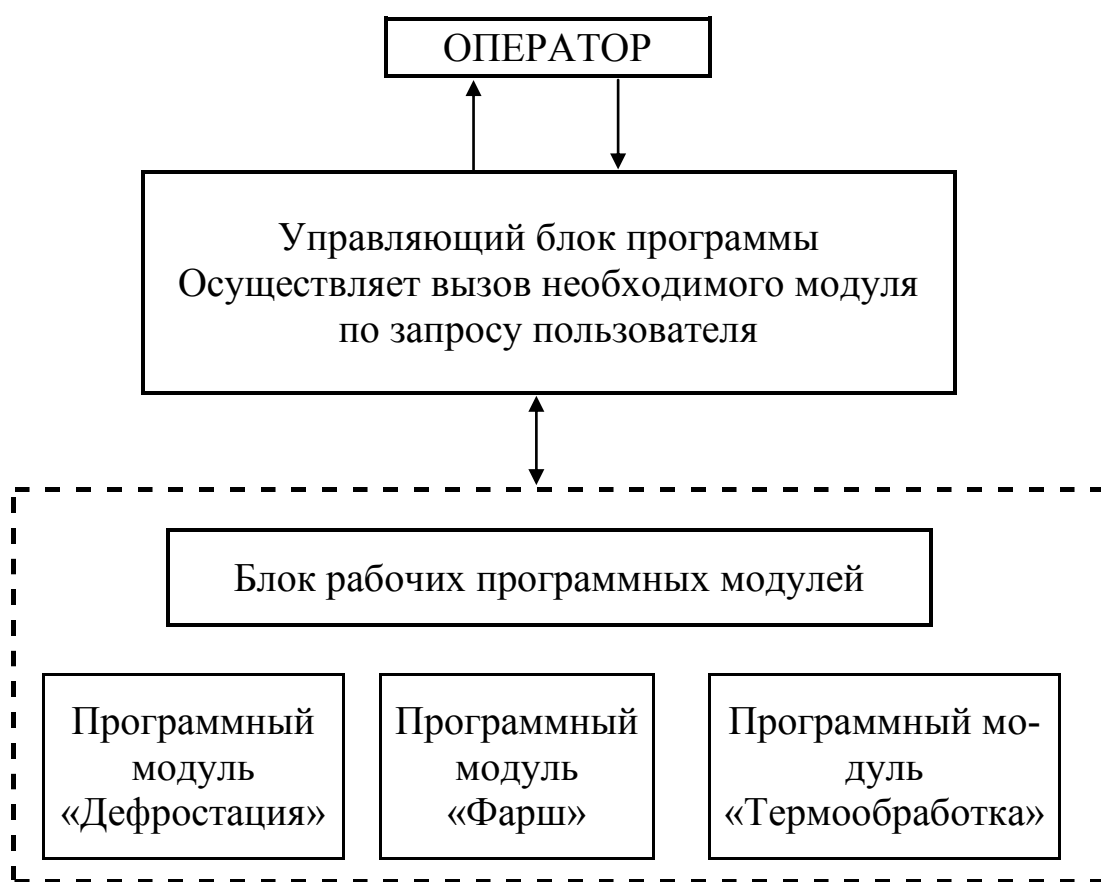 ОПЕРАТОР
Управляющий блок программы
Осуществляет вызов необходимого модуля
по запросу пользователя
Блок рабочих программных модулей
Программный
модуль
«Дефростация»
Программный
модуль
«Фарш»
Программный мо-
дуль
«Термообработка»